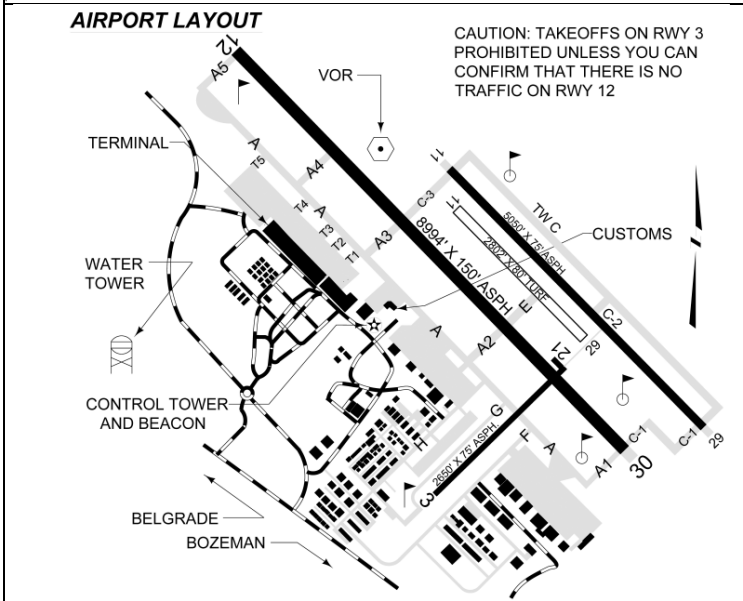 AIRPORT LAYOUT
CAUTION: TAKEOFFS ON RWY 3
PROHIBITED UNLESS YOU CAN
CONFIRM THAT THERE IS NO
TRAFFIC ON RWY 12
12
A5
VOR
TERMINAL
A
T5
A4
11
C-3
TW C
T4
A
T3
T2
T1
A3
11
5050' X 75' ASPH
2802' X 80' TURF
8994' X 150' ASPH
CUSTOMS
WATER
TOWER
A
A2
E
C-2
21
29
CONTROL TOWER
AND BEACON
H
G
2650' X 75' ASPH.
F
A
3
A1
30
C-1
C-1
29
BELGRADE
BOZEMAN